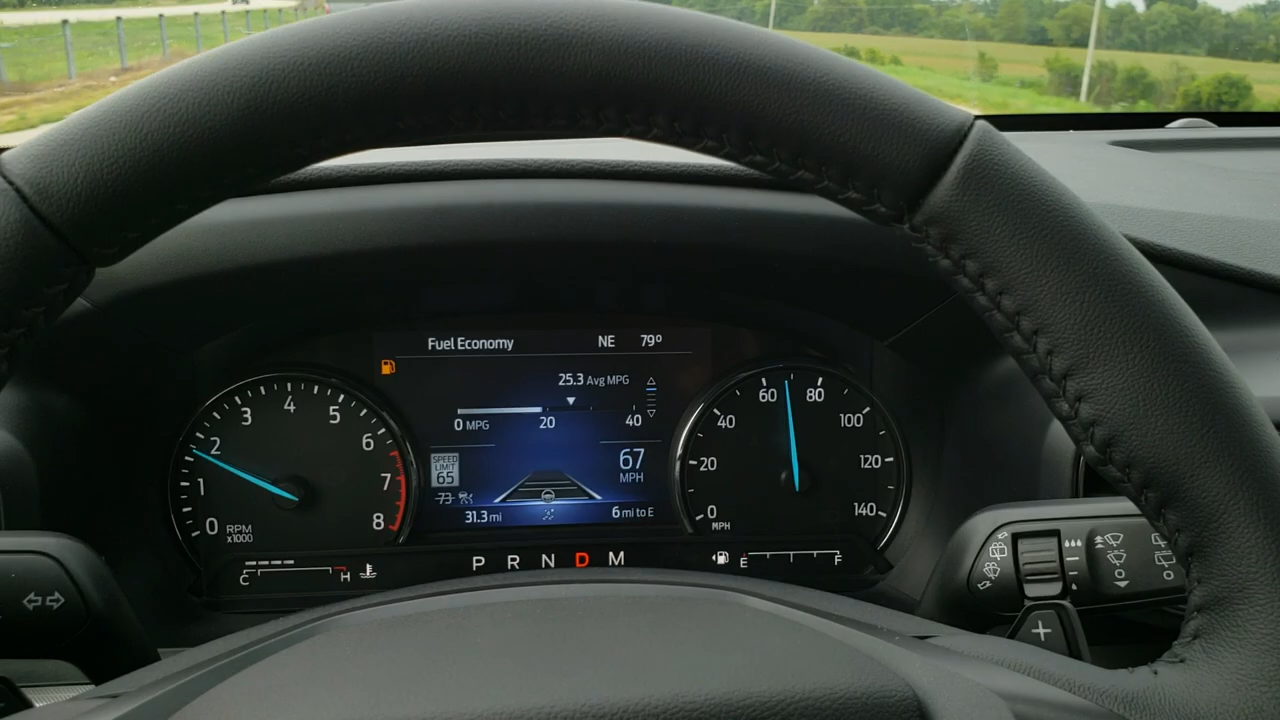 Fuel Economy NE 79°
25.3 Avg MPG
0 MPG 20 40
SPEED
LIMIT
65
67
MPH
73
31.3 mi 6 mi to E
0 1 2 3 4 5 6 7 8
RPM
x1000
0 20 40 60 80 100 120 140
MPH
C H
P R N D M
E F
+